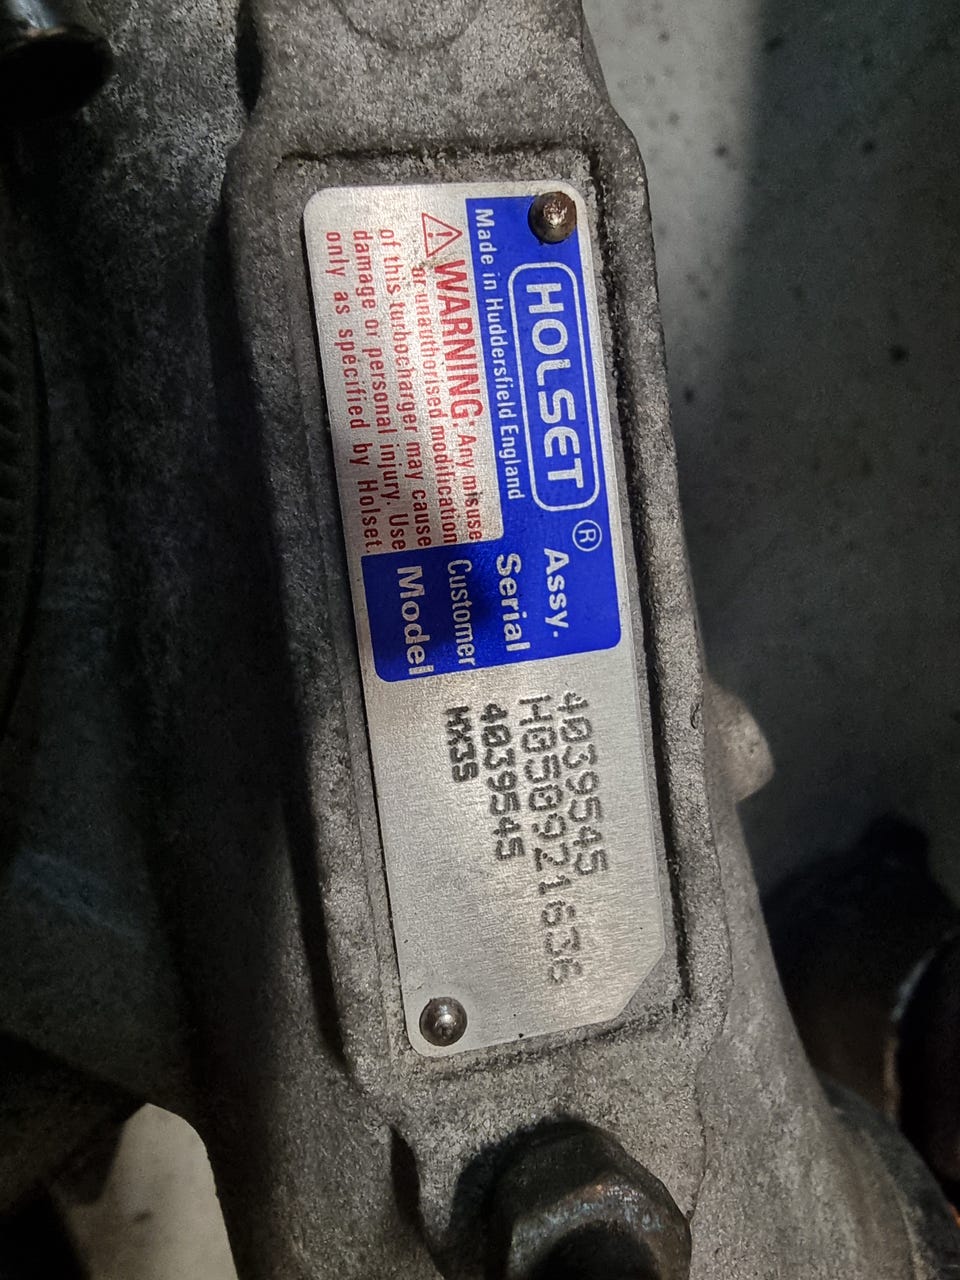 HOLSET®
Made in Huddersfield England
⚠ WARNING: Any misuse
or unauthorised modification
of this turbocharger may cause
damage or personal injury. Use
only as specified by Holset.
Assy. 4039545
Serial H050921636
Customer 4039545
Model HX35